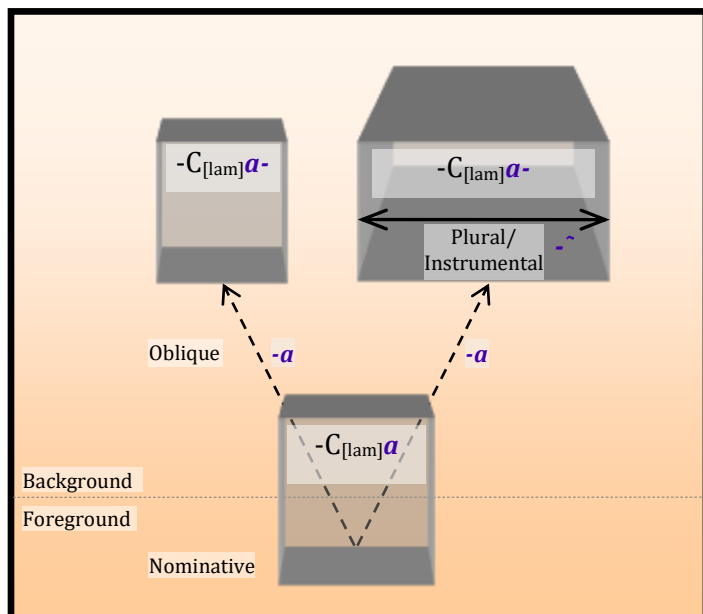 -C[lam]a-
-C[lam]a-
Plural/
Instrumental
-ˆ
Oblique
-a
-a
-C[lam]a
Background
Foreground
Nominative